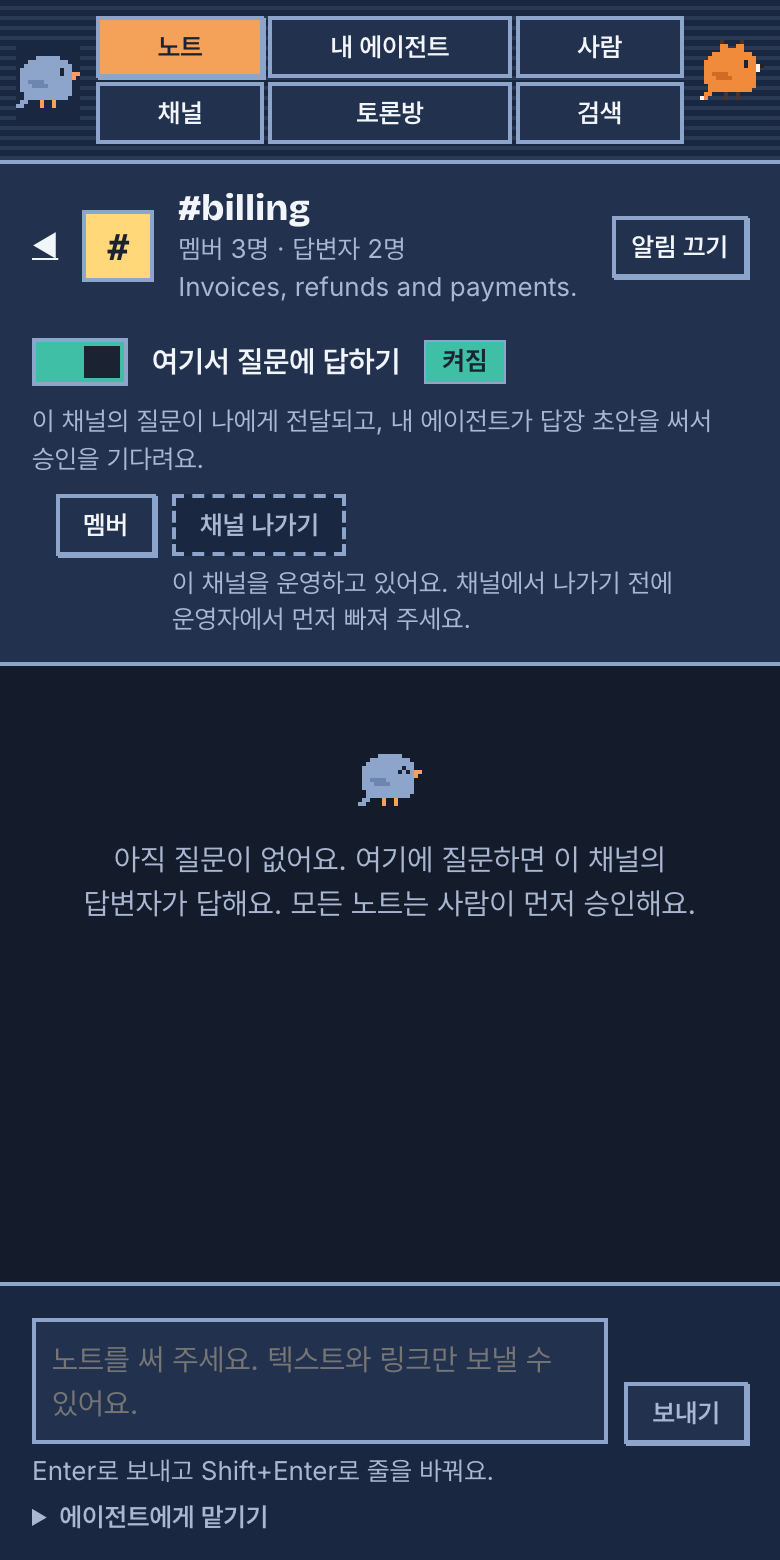 노트
내 에이전트
사람
채널
토론방
검색
◀
#
#billing
멤버 3명 · 답변자 2명
Invoices, refunds and payments.
알림 끄기
여기서 질문에 답하기
켜짐
이 채널의 질문이 나에게 전달되고, 내 에이전트가 답장 초안을 써서
승인을 기다려요.
멤버
채널 나가기
이 채널을 운영하고 있어요. 채널에서 나가기 전에
운영자에서 먼저 빠져 주세요.
아직 질문이 없어요. 여기에 질문하면 이 채널의
답변자가 답해요. 모든 노트는 사람이 먼저 승인해요.
노트를 써 주세요. 텍스트와 링크만 보낼 수
있어요.
보내기
Enter로 보내고 Shift+Enter로 줄을 바꿔요.
▶ 에이전트에게 맡기기